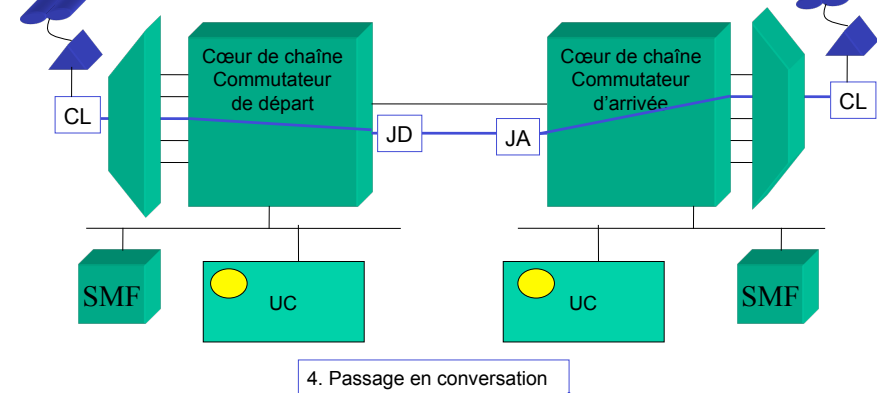 Cœur de chaîne
Commutateur
de départ
Cœur de chaîne
Commutateur
d'arrivée
CL
JD
JA
CL
SMF
UC
UC
SMF
4. Passage en conversation